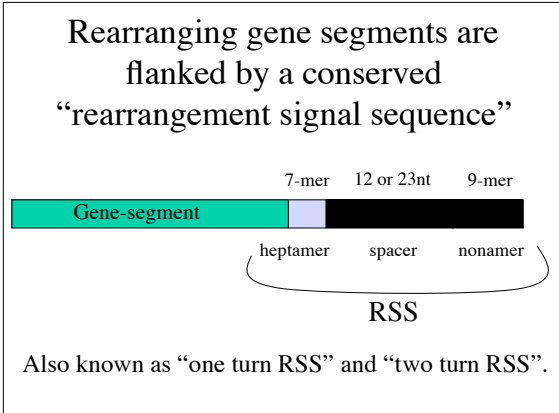 Rearranging gene segments are
flanked by a conserved
“rearrangement signal sequence”
7-mer 12 or 23nt 9-mer
Gene-segment
heptamer spacer nonamer
RSS
Also known as “one turn RSS” and “two turn RSS”.